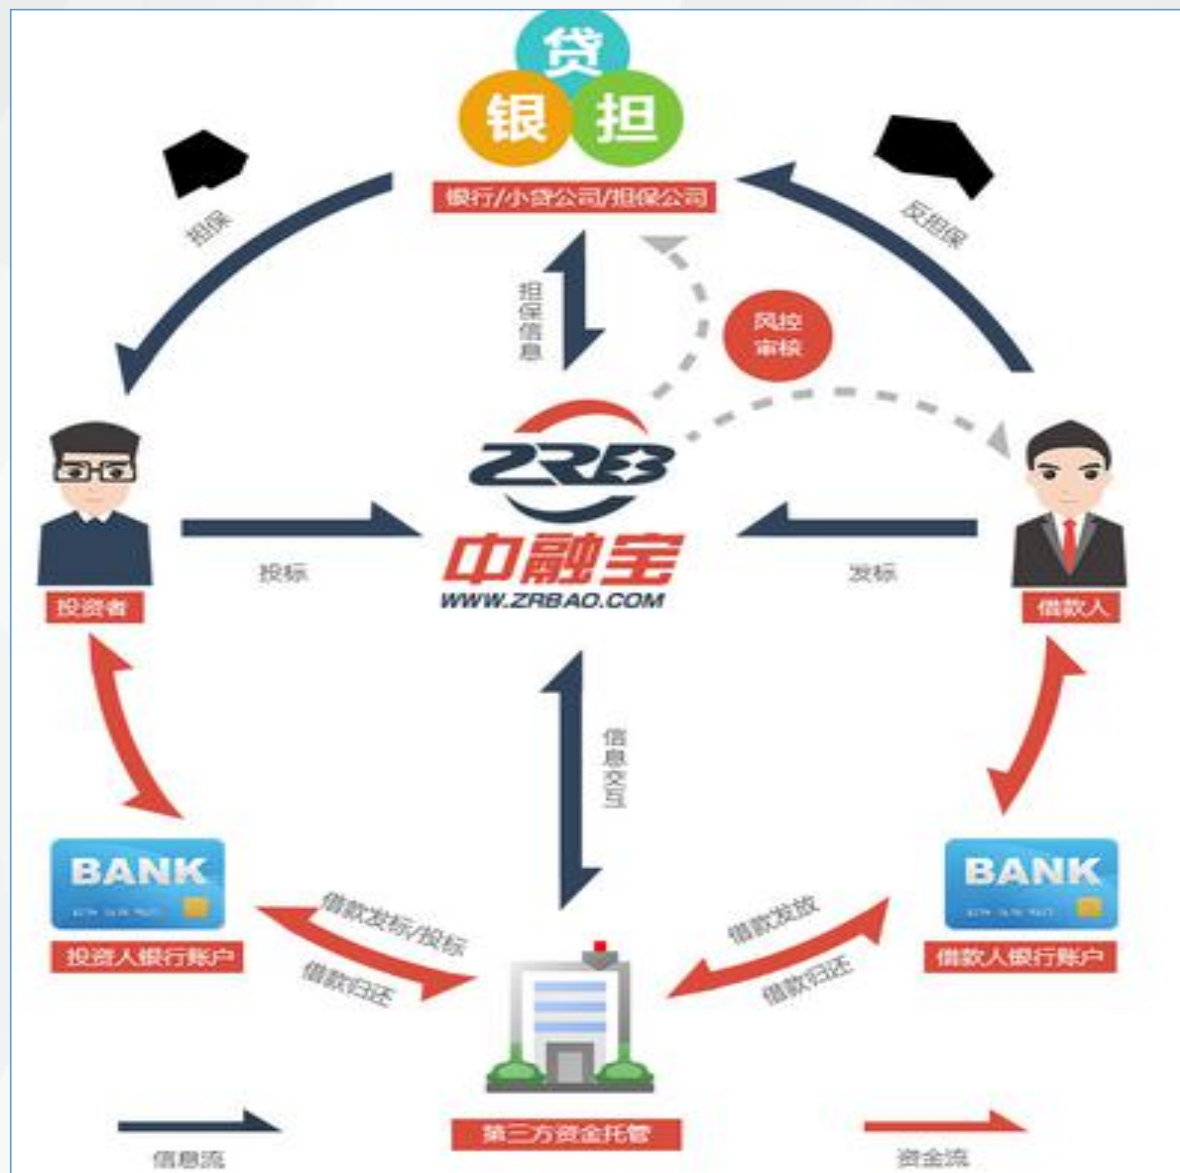 贷
银 担
银行/小贷公司/担保公司
担保
反担保
担保信息
风控
审核
ZRB
中融宝
WWW.ZRBAO.COM
投标
发标
投资者
借款人
信息交互
BANK
BANK
投资人银行账户
借款人银行账户
借款发标/投标
借款归还
借款发放
借款归还
第三方资金托管
信息流
资金流